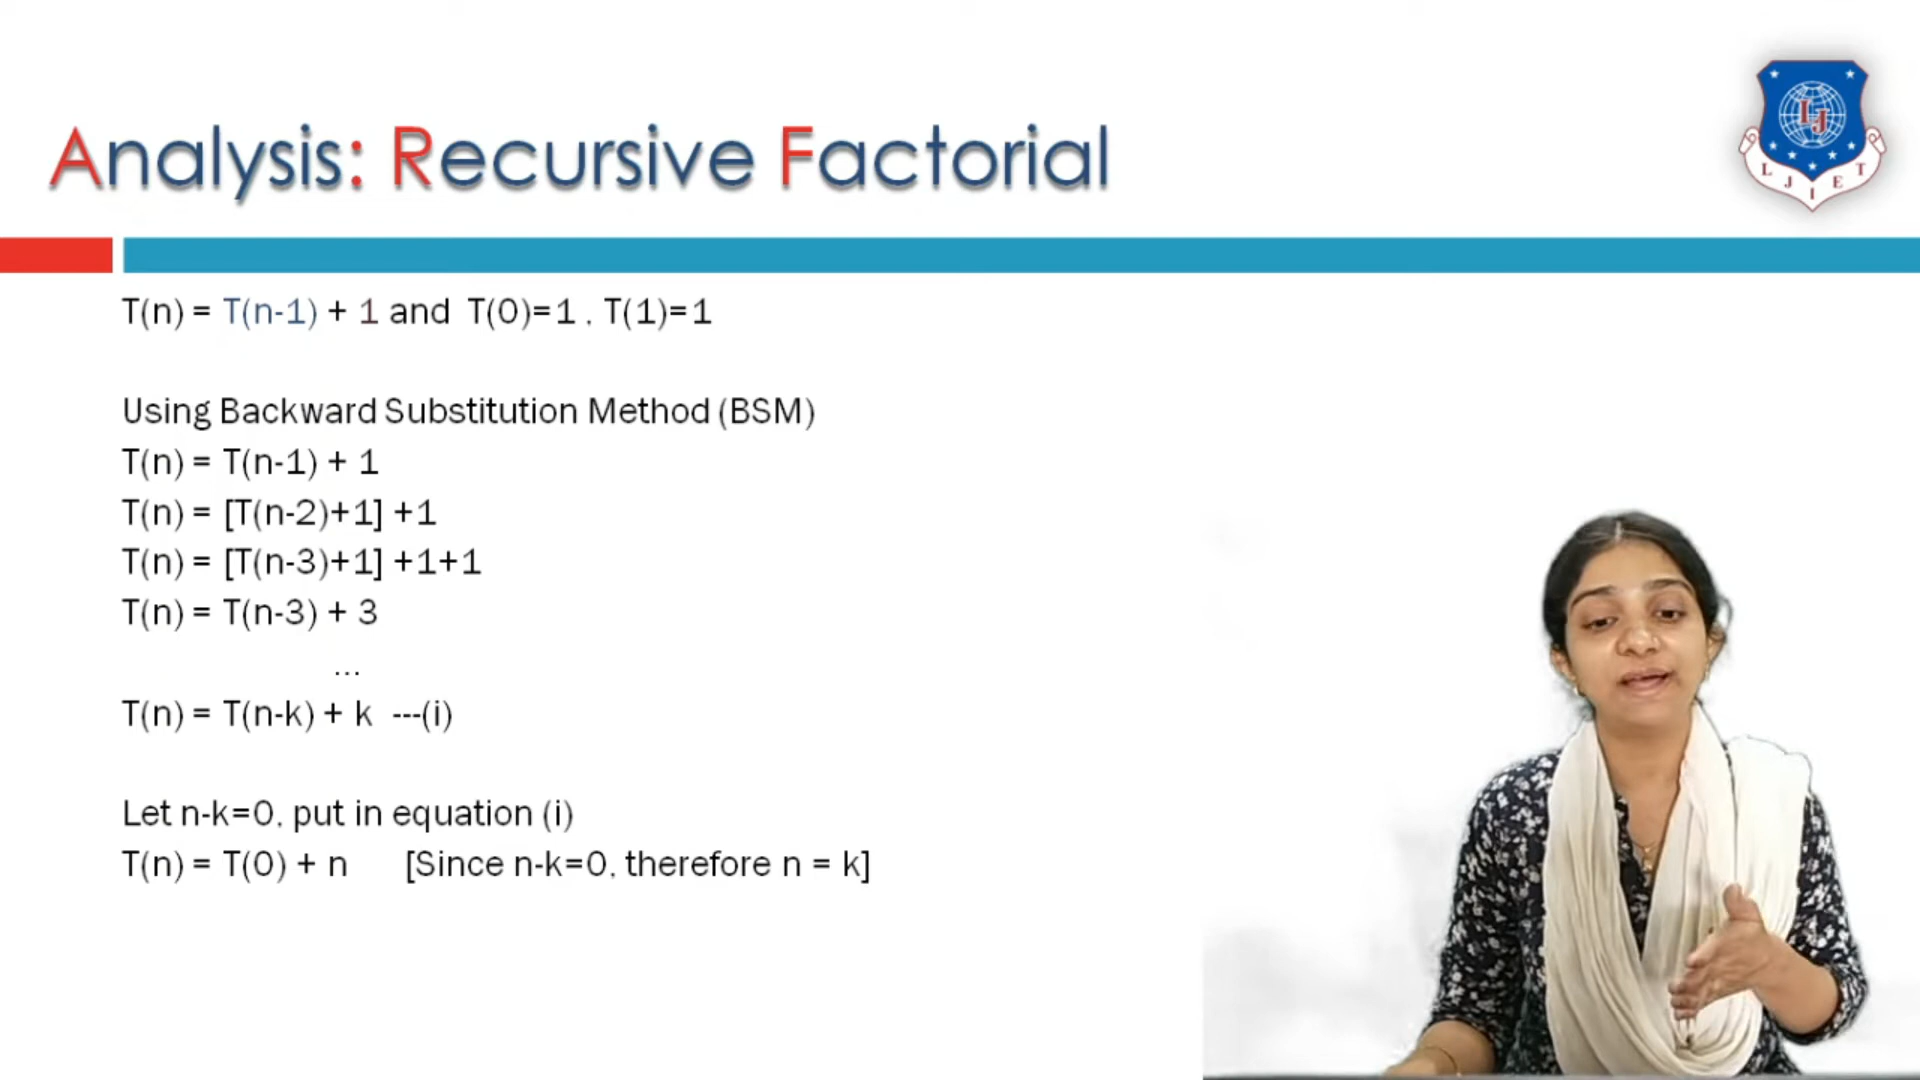 Analysis: Recursive Factorial
L J I E T
LJ
T(n) = T(n-1) + 1 and T(0)=1 , T(1)=1
Using Backward Substitution Method (BSM)
T(n) = T(n-1) + 1
T(n) = [T(n-2)+1] +1
T(n) = [T(n-3)+1] +1+1
T(n) = T(n-3) + 3
...
T(n) = T(n-k) + k ---(i)
Let n-k=0, put in equation (i)
T(n) = T(0) + n [Since n-k=0, therefore n = k]